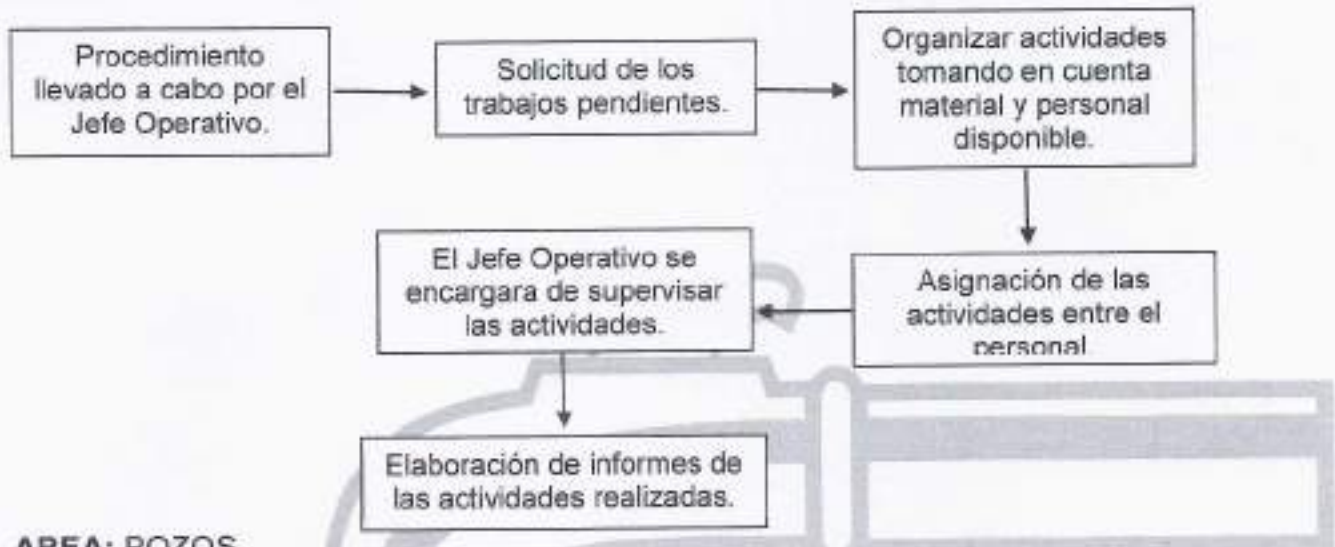 Procedimiento
llevado a cabo por el
Jefe Operativo.
Solicitud de los
trabajos pendientes.
Organizar actividades
tomando en cuenta
material y personal
disponible.
Asignación de las
actividades entre el
personal
El Jefe Operativo se
encargara de supervisar
las actividades.
Elaboración de informes de
las actividades realizadas.
AREA: POZOS